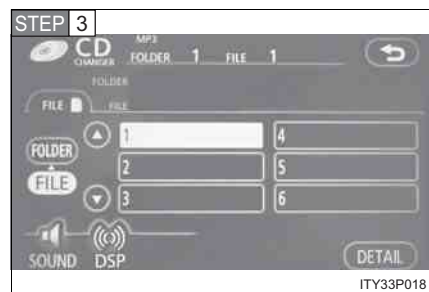 STEP 3
CD CHANGER MP3 FOLDER 1 FILE 1
FOLDER
FILE FILE
1 4
FOLDER
2 5
FILE
3 6
SOUND DSP DETAIL
ITY33P018